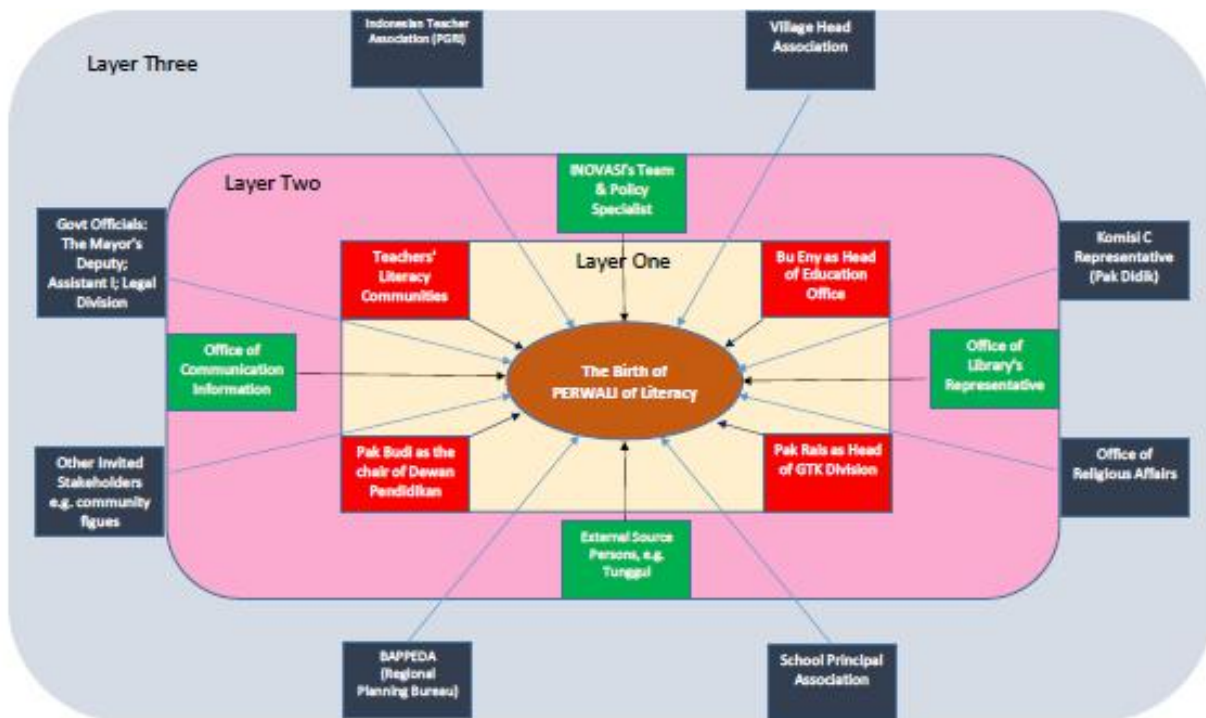 Indonesian Teacher
Association (PGRI)
Village Head
Association
Layer Three
INOVASI's Team
& Policy
Specialist
Layer Two
Govt Officials:
The Mayor's
Deputy;
Assistant I; Legal
Division
Teachers'
Literacy
Communities
Layer One
Bu Eny as Head
of Education
Office
Komisi C
Representative
(Pak Didik)
Office of
Communication
Information
The Birth of
PERWALI of Literacy
Office of
Library's
Representative
Other Invited
Stakeholders
e.g. community
figues
Pak Budi as the
chair of Dewan
Pendidikan
Pak Rais as Head
of GTK Division
Office of
Religious Affairs
External Source
Persons, e.g.
Tunggul
BAPPEDA
(Regional
Planning Bureau)
School Principal
Association